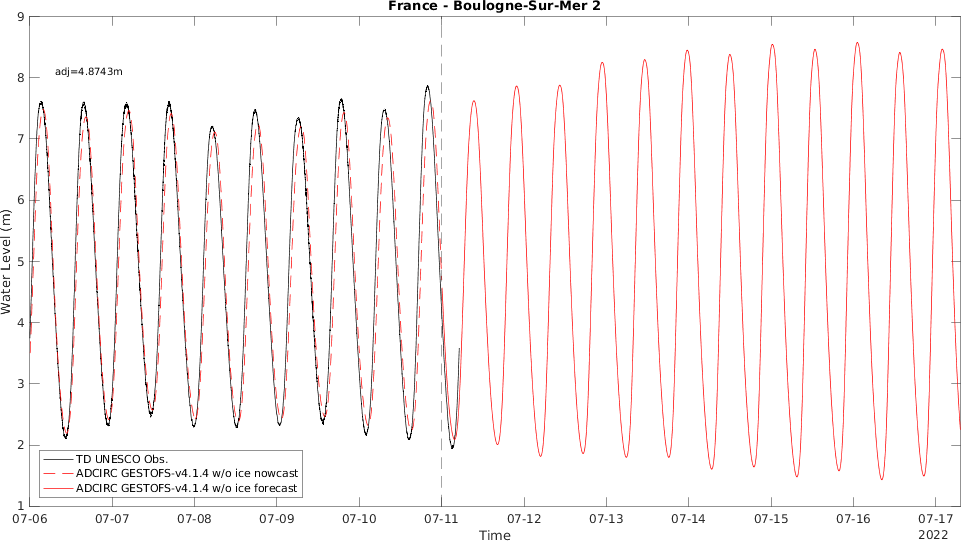 France - Boulogne-Sur-Mer 2
adj=4.8743m
Water Level (m)
9
8
7
6
5
4
3
2
1
TD UNESCO Obs.
ADCIRC GESTOFS-v4.1.4 w/o ice nowcast
ADCIRC GESTOFS-v4.1.4 w/o ice forecast
07-06 07-07 07-08 07-09 07-10 07-11 07-12 07-13 07-14 07-15 07-16 07-17
Time
2022